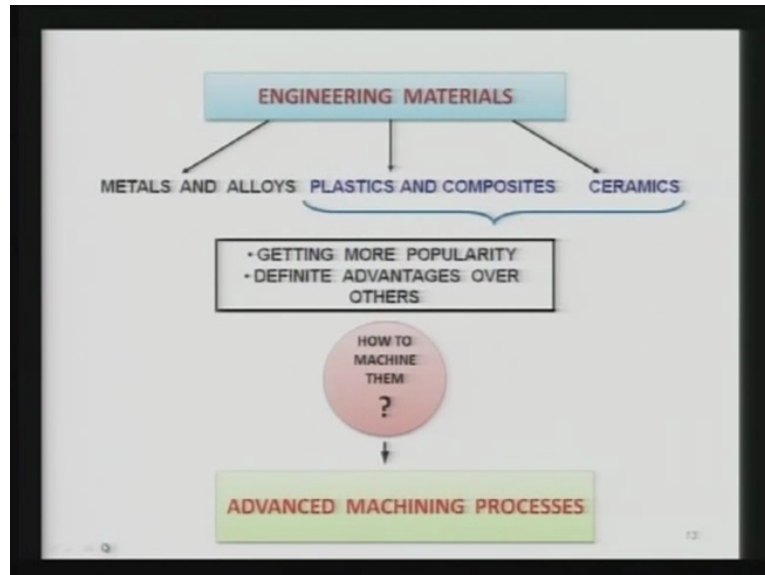 ENGINEERING MATERIALS
METALS AND ALLOYS PLASTICS AND COMPOSITES CERAMICS
• GETTING MORE POPULARITY
• DEFINITE ADVANTAGES OVER
OTHERS
HOW TO
MACHINE
THEM
?
ADVANCED MACHINING PROCESSES